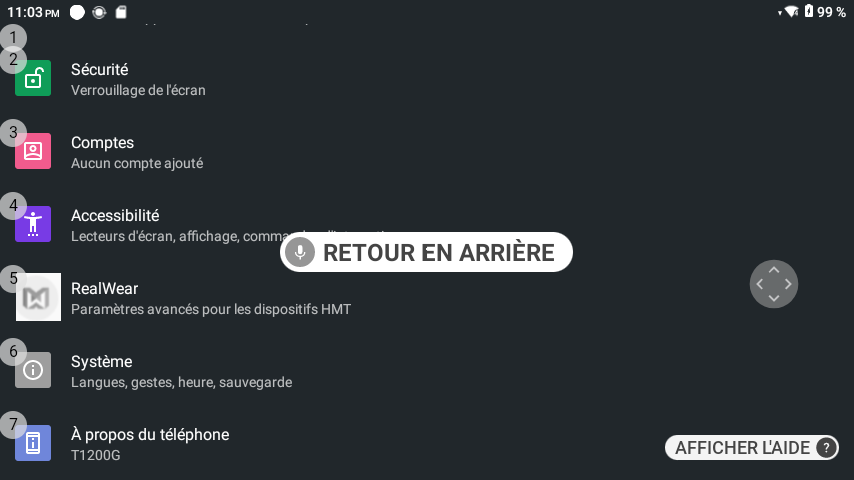 11:03 PM 99 %
1
2
Sécurité
Verrouillage de l'écran
3
Comptes
Aucun compte ajouté
4
Accessibilité
Lecteurs d'écran, affichage,
RETOUR EN ARRIÈRE
5
RealWear
Paramètres avancés pour les dispositifs HMT
6
Système
Langues, gestes, heure, sauvegarde
7
À propos du téléphone
T1200G
AFFICHER L'AIDE ?